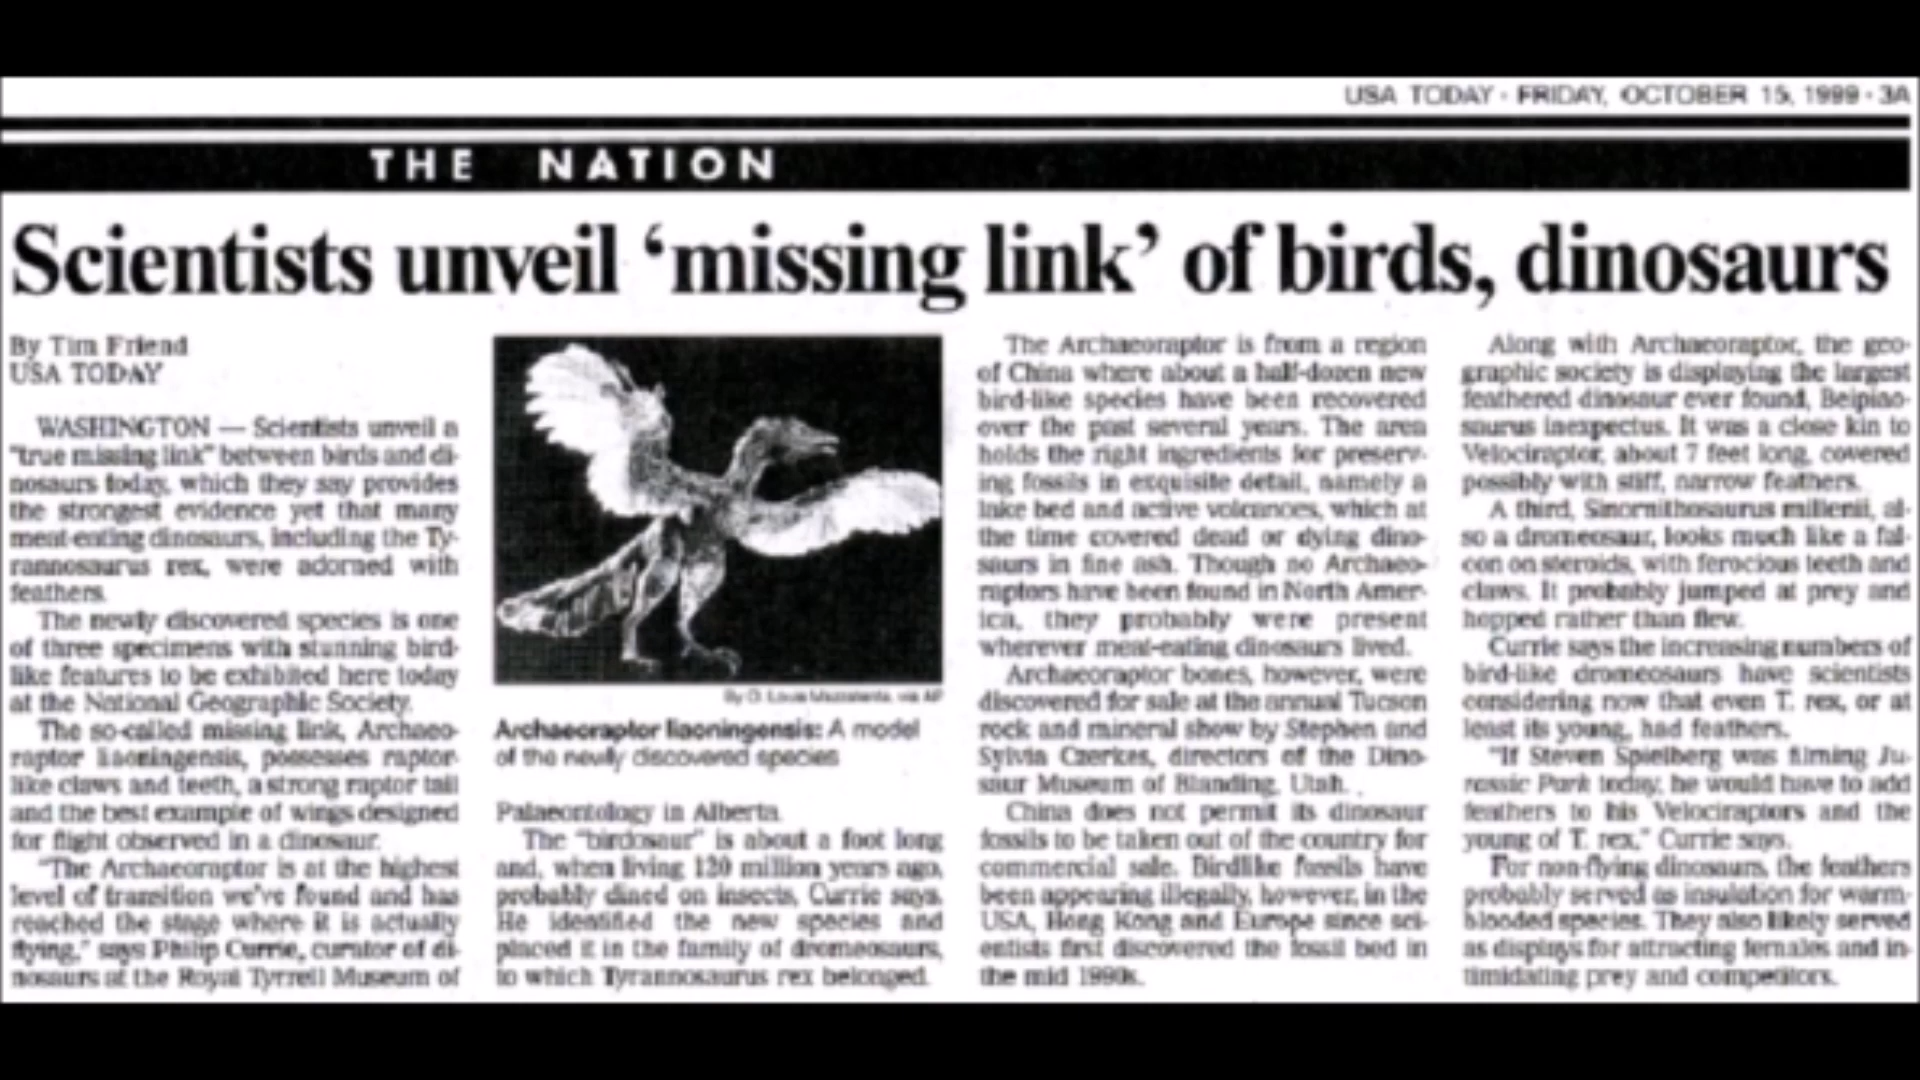 USA TODAY · FRIDAY, OCTOBER 15, 1999 · 3A
THE NATION
Scientists unveil ‘missing link’ of birds, dinosaurs
By Tim Friend
USA TODAY
WASHINGTON — Scientists unveil a
"true missing link" between birds and di-
nosaurs today, which they say provides
the strongest evidence yet that many
meat-eating dinosaurs, including the Ty-
rannosaurus rex, were adorned with
feathers.
The newly discovered species is one
of three specimens with stunning bird-
like features to be exhibited here today
at the National Geographic Society.
The so-called missing link, Archaeo-
raptor liaoningensis, possesses raptor-
like claws and teeth, a strong raptor tail
and the best example of wings designed
for flight observed in a dinosaur.
"The Archaeoraptor is at the highest
level of transition we've found and has
reached the stage where it is actually
flying," says Philip Currie, curator of di-
nosaurs at the Royal Tyrrell Museum of
By O. Louis Mazzatenta, via AP
Archaeoraptor liaoningensis: A model
of the newly discovered species
Palaeontology in Alberta.
The "birdosaur" is about a foot long
and, when living 120 million years ago,
probably dined on insects, Currie says.
He identified the new species and
placed it in the family of dromeosaurs,
to which Tyrannosaurus rex belonged.
The Archaeoraptor is from a region
of China where about a half-dozen new
bird-like species have been recovered
over the past several years. The area
holds the right ingredients for preserv-
ing fossils in exquisite detail, namely a
lake bed and active volcanoes, which at
the time covered dead or dying dino-
saurs in fine ash. Though no Archaeo-
raptors have been found in North Amer-
ica, they probably were present
wherever meat-eating dinosaurs lived.
Archaeoraptor bones, however, were
discovered for sale at the annual Tucson
rock and mineral show by Stephen and
Sylvia Czerkes, directors of the Dino-
saur Museum of Blanding, Utah.
China does not permit its dinosaur
fossils to be taken out of the country for
commercial sale. Birdlike fossils have
been appearing illegally, however, in the
USA, Hong Kong and Europe since sci-
entists first discovered the fossil bed in
the mid 1990s.
Along with Archaeoraptor, the geo-
graphic society is displaying the largest
feathered dinosaur ever found, Beipiao-
saurus inexpectus. It was a close kin to
Velociraptor, about 7 feet long, covered
possibly with stiff, narrow feathers.
A third, Sinornithosaurus millenii, al-
so a dromeosaur, looks much like a fal-
con on steroids, with ferocious teeth and
claws. It probably jumped at prey and
hopped rather than flew.
Currie says the increasing numbers of
bird-like dromeosaurs have scientists
considering now that even T. rex, or at
least its young, had feathers.
"If Steven Spielberg was filming Ju-
rassic Park today, he would have to add
feathers to his Velociraptors and the
young of T. rex," Currie says.
For non-flying dinosaurs, the feathers
probably served as insulation for warm-
blooded species. They also likely served
as displays for attracting females and in-
timidating prey and competitors.